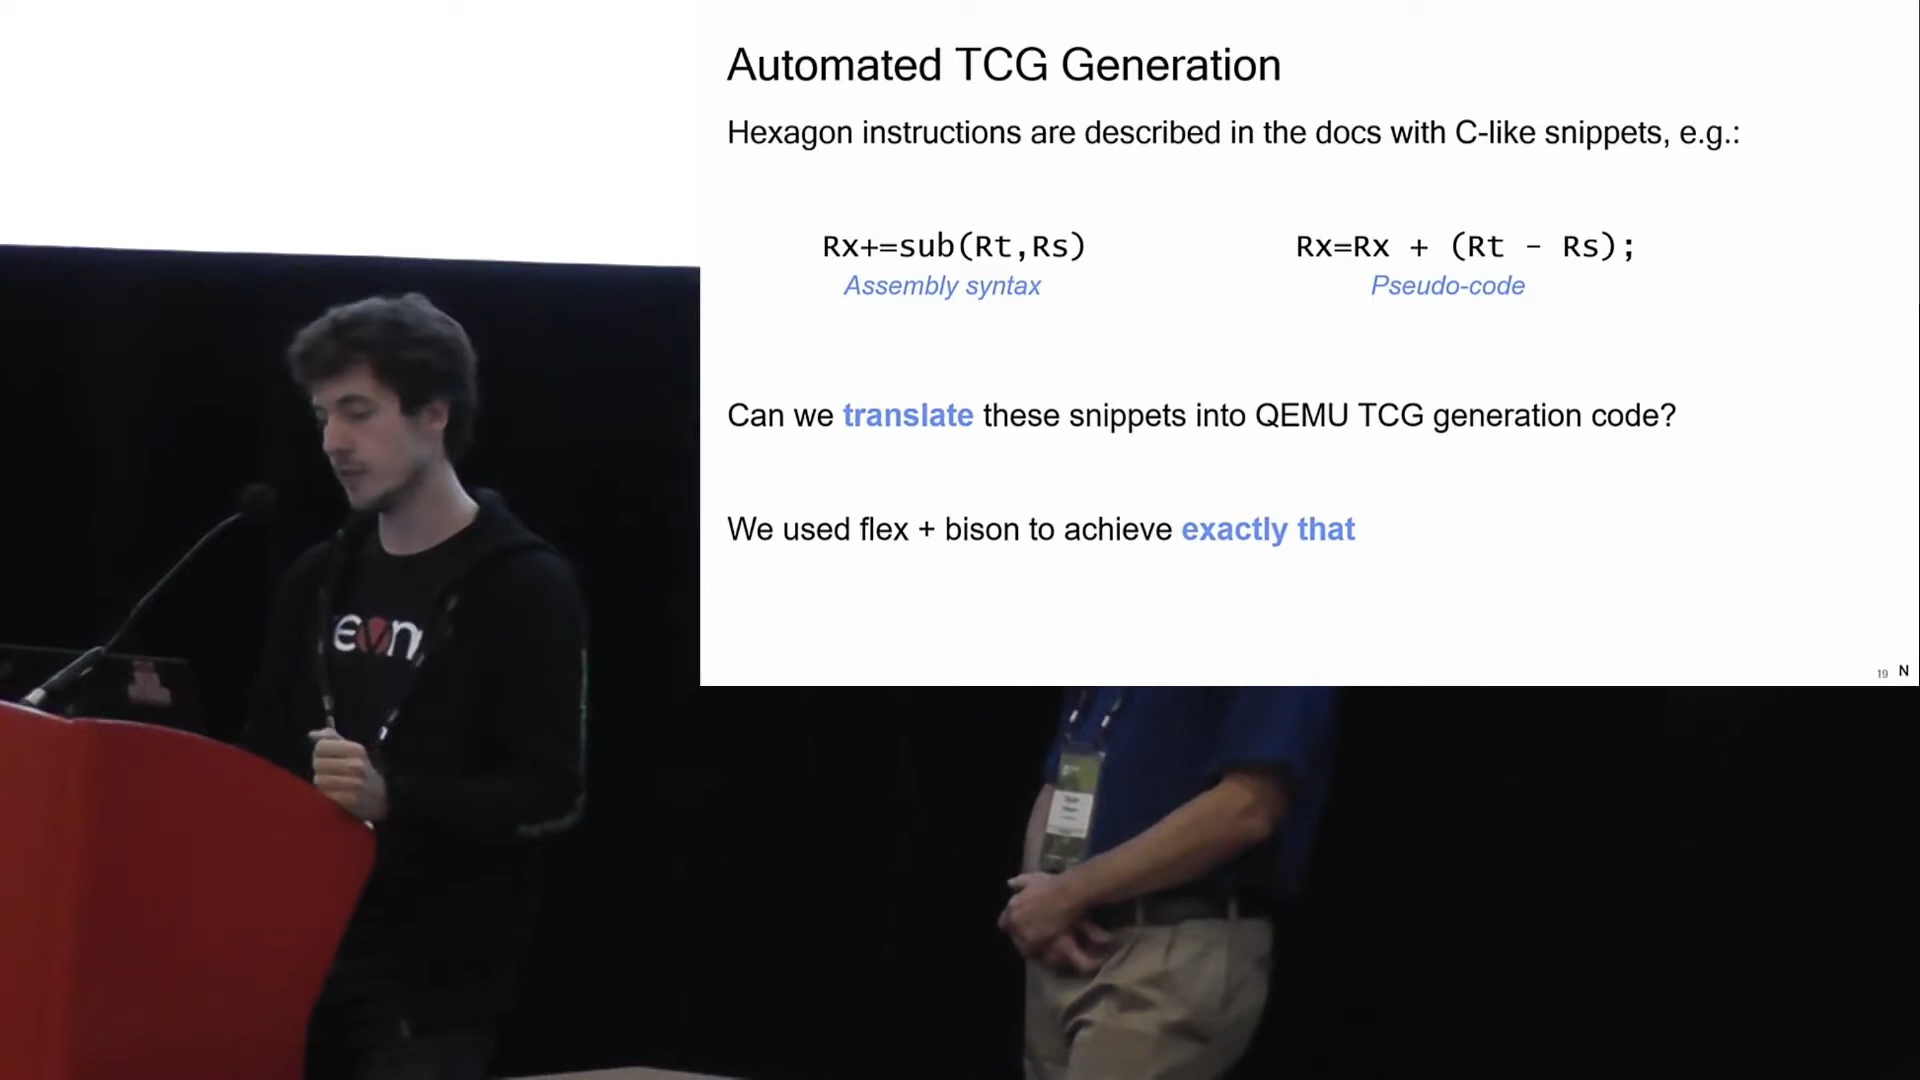 Automated TCG Generation
Hexagon instructions are described in the docs with C-like snippets, e.g.:
Rx+=sub(Rt,Rs)
Rx=Rx + (Rt - Rs);
Assembly syntax
Pseudo-code
Can we translate these snippets into QEMU TCG generation code?
We used flex + bison to achieve exactly that
19 N